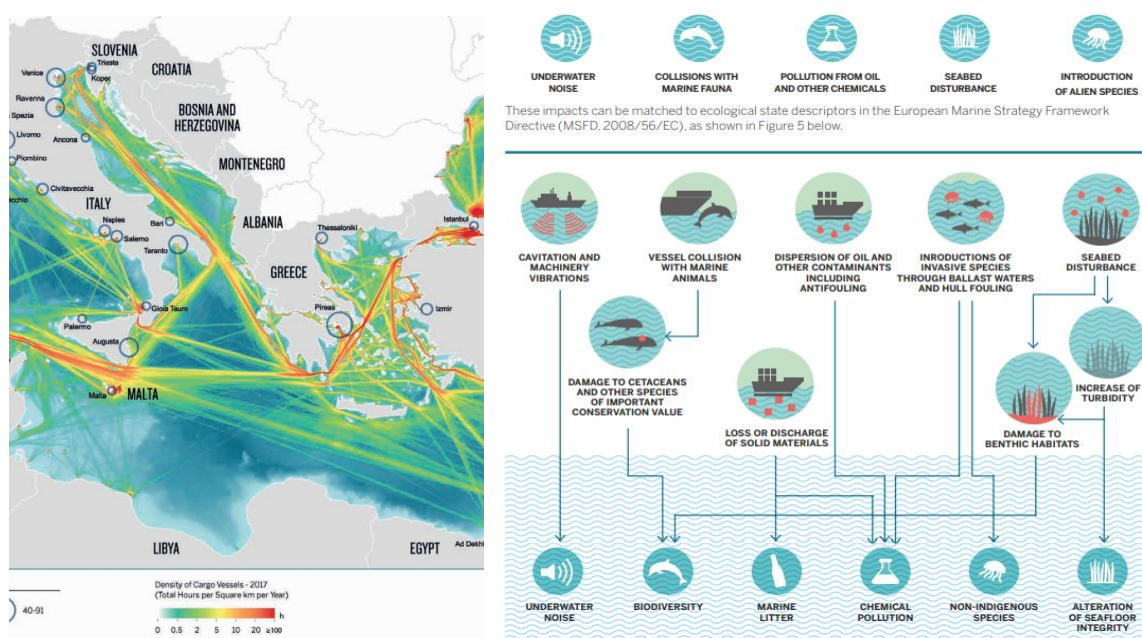 SLOVENIA
Trieste
Venice
Koper
CROATIA
Ravenna
Spezia
BOSNIA AND
HERZEGOVINA
Livorno
Ancona
Piombino
MONTENEGRO
Civitavecchia
occhio
ITALY
ALBANIA
Naples
Bari
Salerno
Taranto
Thessaloniki
Istanbul
GREECE
Gioia Tauro
Pireas
Izmir
Palermo
Augusta
Malta
MALTA
LIBYA
EGYPT
Ad Dekhi
40-91
Density of Cargo Vessels - 2017
(Total Hours per Square km per Year)
h
0 0.5 2 5 10 20 ≥100
UNDERWATER
NOISE
COLLISIONS WITH
MARINE FAUNA
POLLUTION FROM OIL
AND OTHER CHEMICALS
SEABED
DISTURBANCE
INTRODUCTION
OF ALIEN SPECIES
These impacts can be matched to ecological state descriptors in the European Marine Strategy Framework
Directive (MSFD, 2008/56/EC), as shown in Figure 5 below.
CAVITATION AND
MACHINERY
VIBRATIONS
VESSEL COLLISION
WITH MARINE
ANIMALS
DISPERSION OF OIL AND
OTHER CONTAMINANTS
INCLUDING
ANTIFOULING
INRODUCTIONS OF
INVASIVE SPECIES
THROUGH BALLAST WATERS
AND HULL FOULING
SEABED
DISTURBANCE
DAMAGE TO CETACEANS
AND OTHER SPECIES
OF IMPORTANT
CONSERVATION VALUE
LOSS OR DISCHARGE
OF SOLID MATERIALS
DAMAGE TO
BENTHIC HABITATS
INCREASE OF
TURBIDITY
UNDERWATER
NOISE
BIODIVERSITY
MARINE
LITTER
CHEMICAL
POLLUTION
NON-INDIGENOUS
SPECIES
ALTERATION
OF SEAFLOOR
INTEGRITY